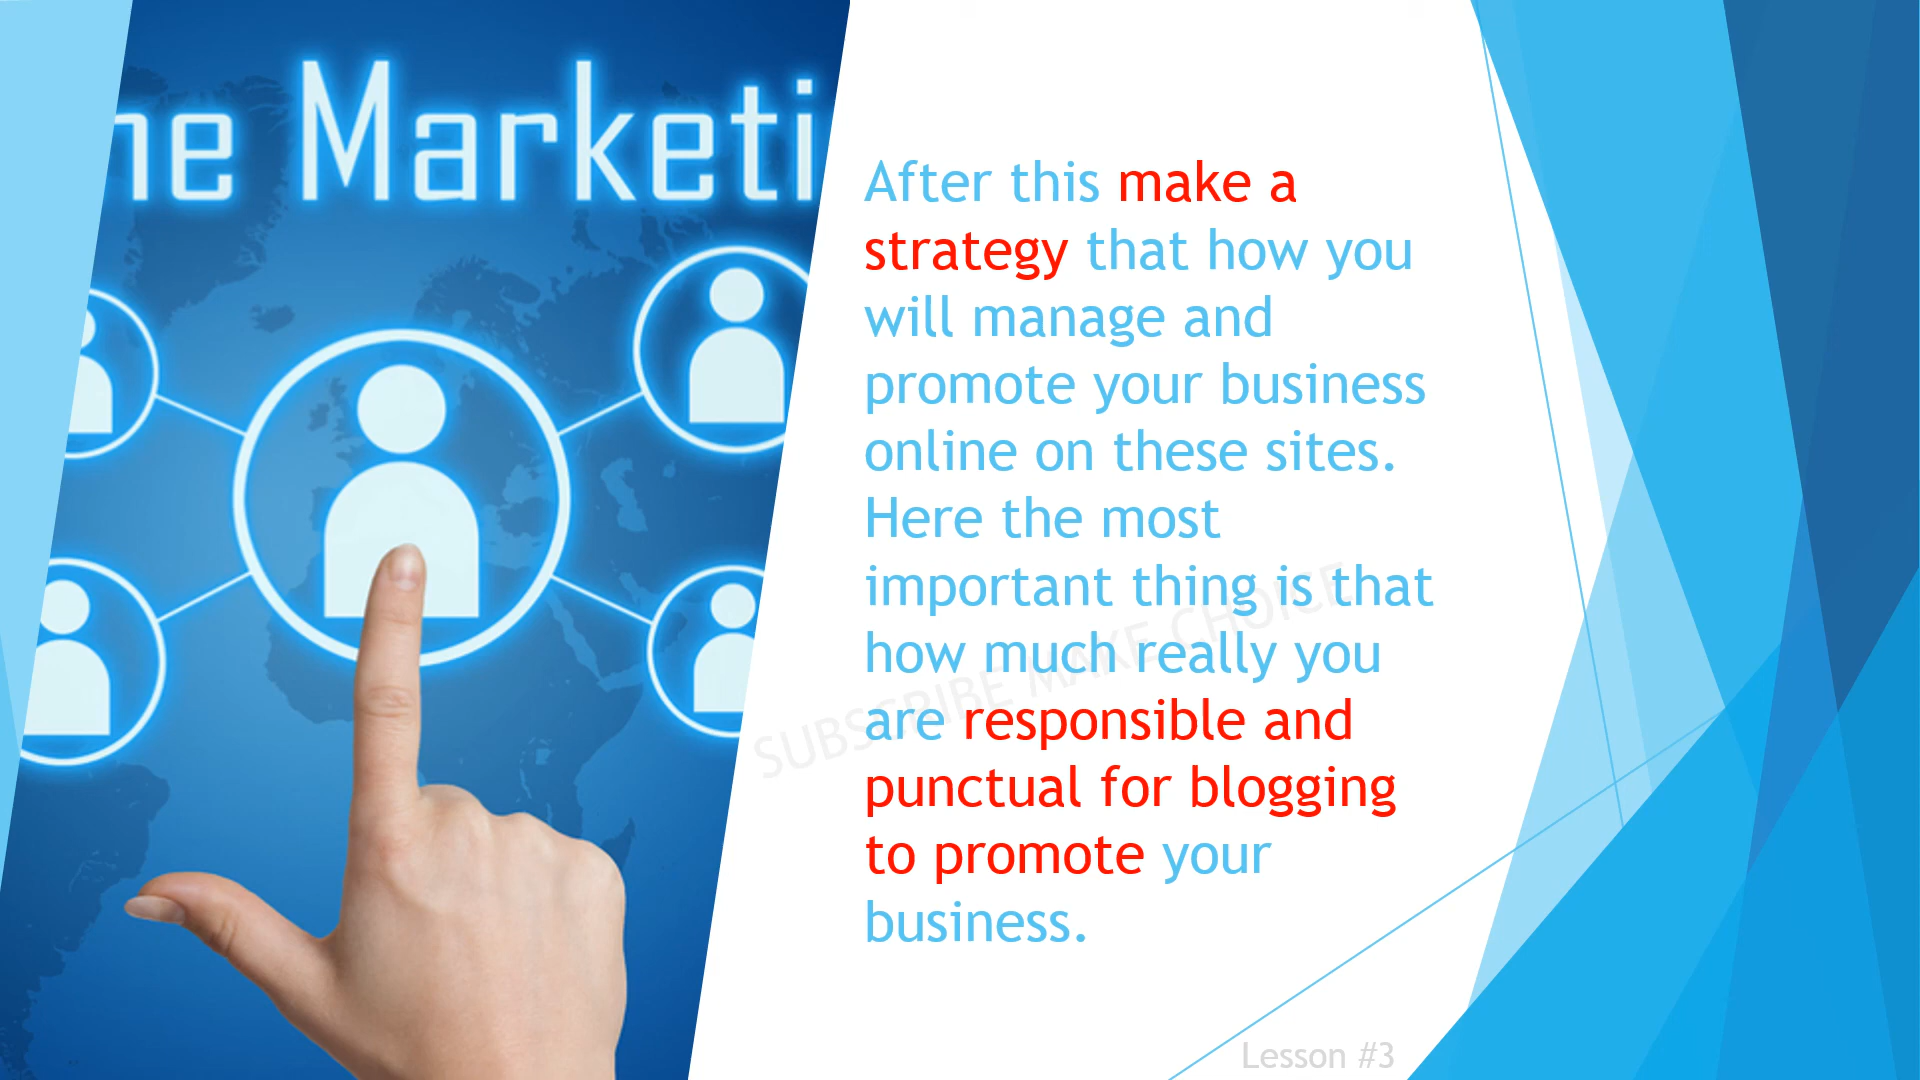 ne Marketi
After this make a
strategy that how you
will manage and
promote your business
online on these sites.
Here the most
important thing is that
how much really you
are responsible and
punctual for blogging
to promote your
business.
SUBSCRIBE MAKE CHOICE
Lesson #3